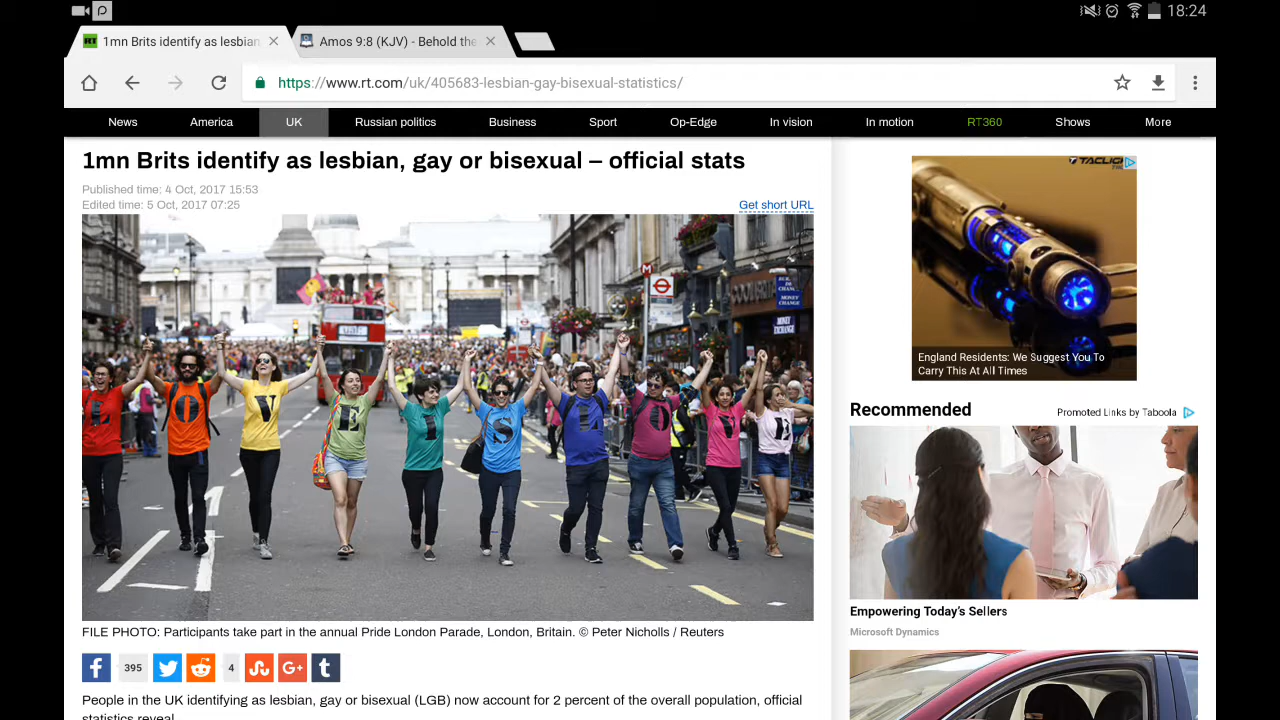 18:24
RT
1mn Brits identify as lesbian
Amos 9:8 (KJV) - Behold the
https://www.rt.com/uk/405683-lesbian-gay-bisexual-statistics/
News America UK Russian politics Business Sport Op-Edge In vision In motion RT360 Shows More
1mn Brits identify as lesbian, gay or bisexual – official stats
Published time: 4 Oct, 2017 15:53
Edited time: 5 Oct, 2017 07:25
Get short URL
L O V E I S L O V E
MONEY
EXCHANGE
FILE PHOTO: Participants take part in the annual Pride London Parade, London, Britain. © Peter Nicholls / Reuters
395
4
G+
People in the UK identifying as lesbian, gay or bisexual (LGB) now account for 2 percent of the overall population, official
statistics reveal
England Residents: We Suggest You To
Carry This At All Times
Recommended
Promoted Links by Taboola
Empowering Today's Sellers
Microsoft Dynamics